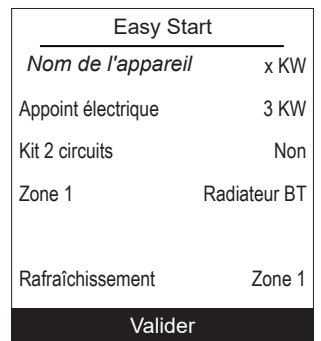 Easy Start
Nom de l'appareil x KW
Appoint électrique 3 KW
Kit 2 circuits Non
Zone 1 Radiateur BT
Rafraîchissement Zone 1
Valider